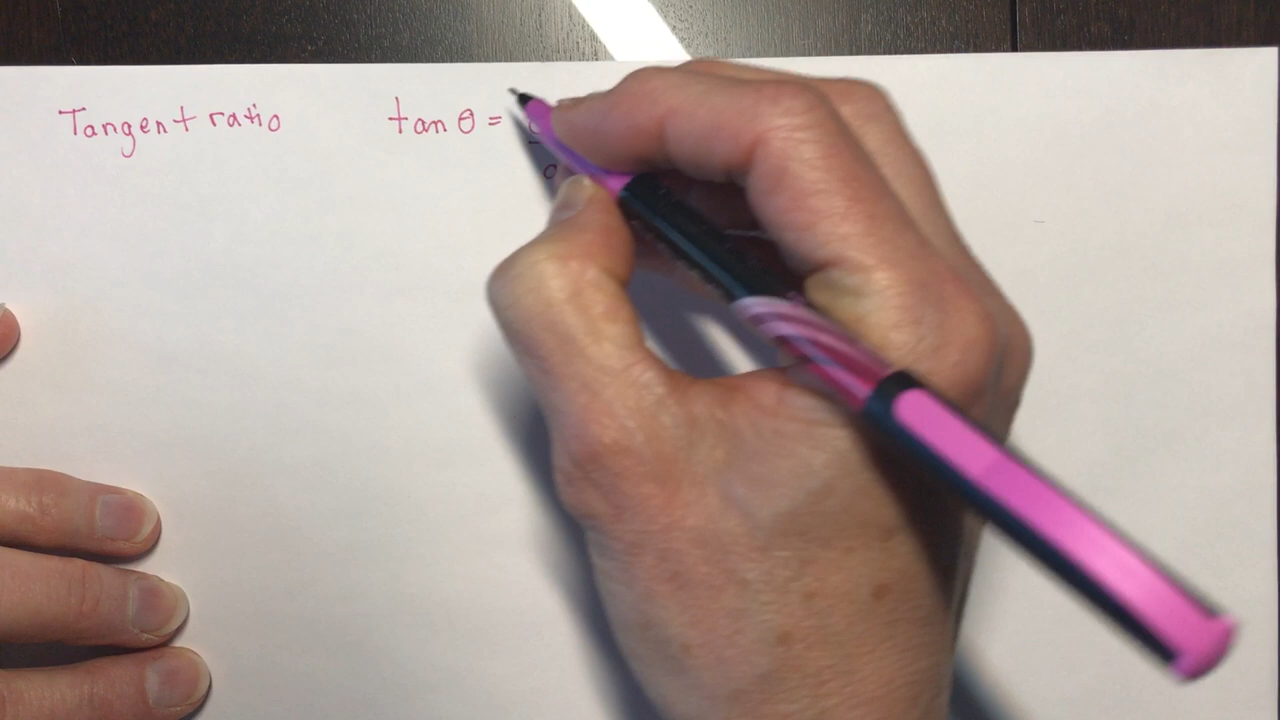 Tangent ratio tan θ =